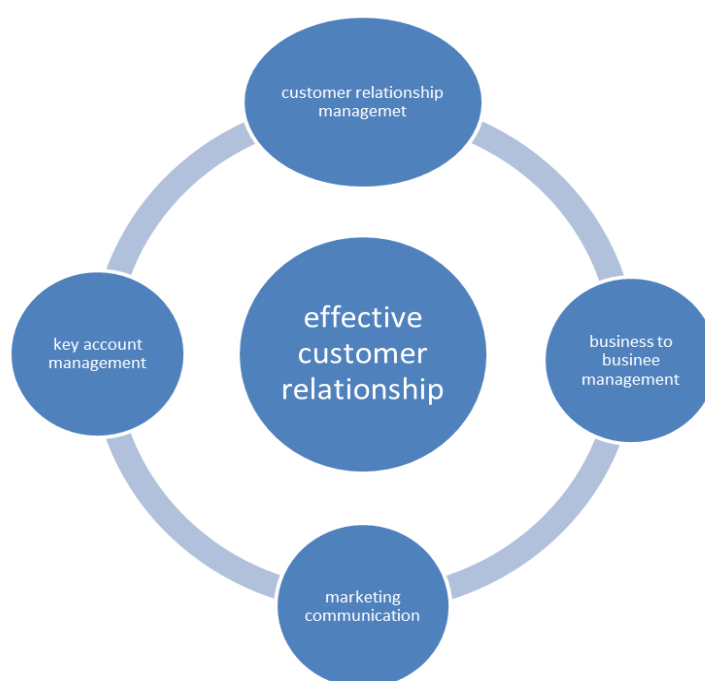 customer relationship
managemet
effective
customer
relationship
key account
management
business to
businee
management
marketing
communication